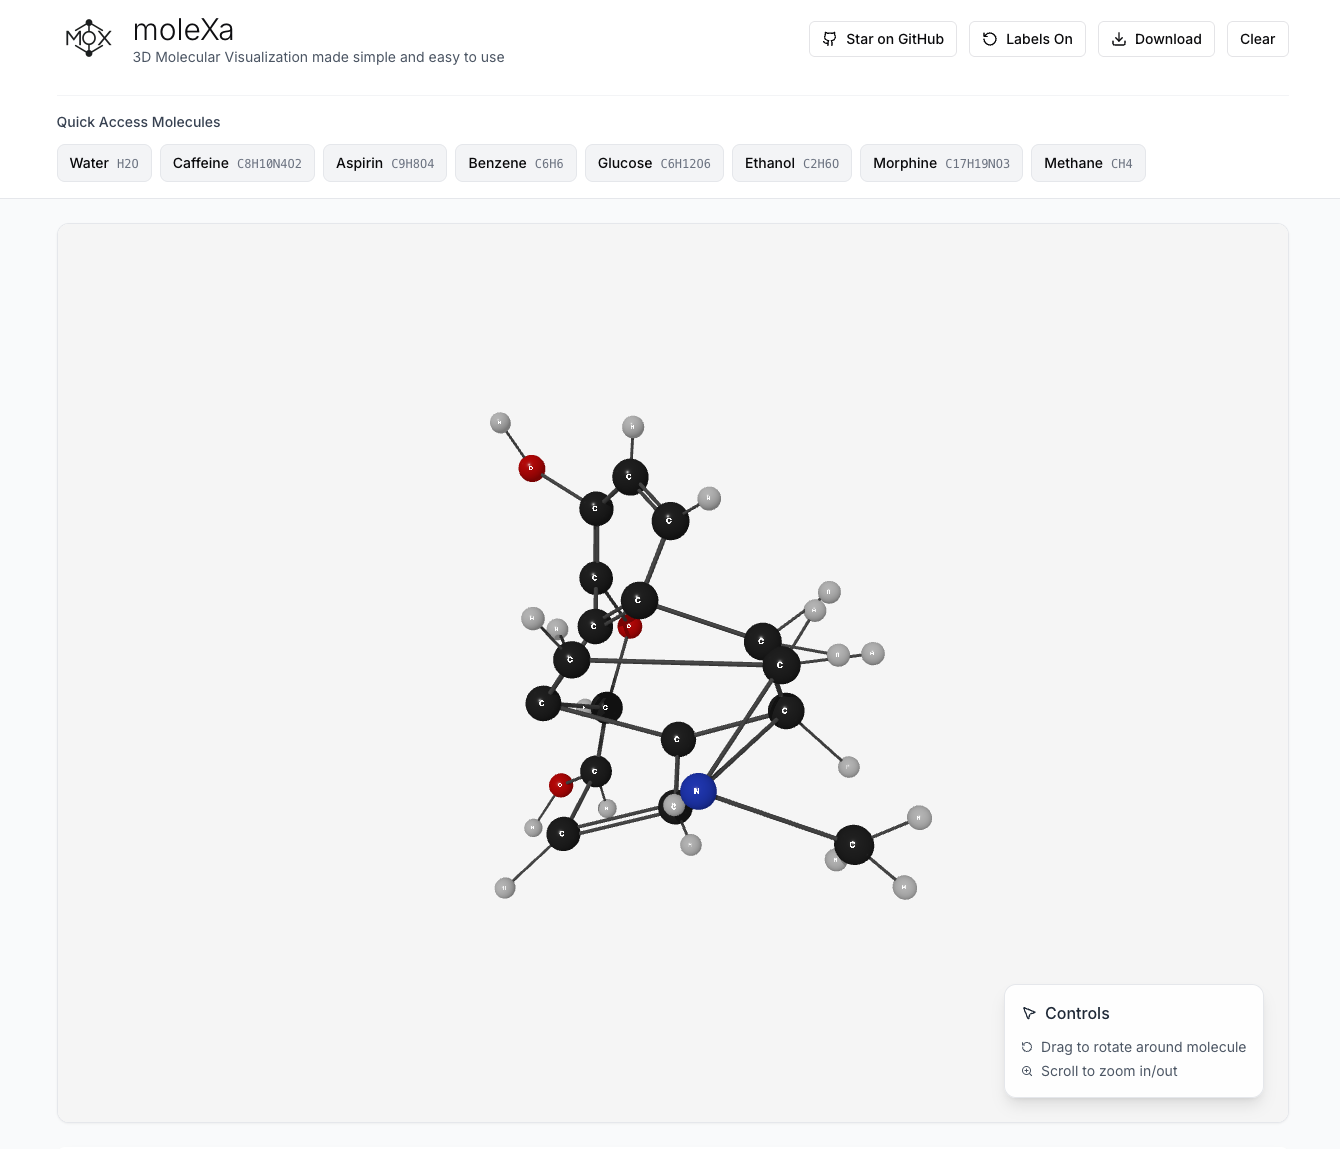 MOX
moleXa
3D Molecular Visualization made simple and easy to use
Star on GitHub
Labels On
Download
Clear
Quick Access Molecules
Water H2O
Caffeine C8H10N4O2
Aspirin C9H8O4
Benzene C6H6
Glucose C6H12O6
Ethanol C2H6O
Morphine C17H19NO3
Methane CH4
H
H
O
C
C
H
C
C
C
H
C
C
O
H
H
H
C
C
C
H
H
C
C
C
C
C
O
N
C
H
H
H
C
C
H
H
H
Controls
Drag to rotate around molecule
Scroll to zoom in/out